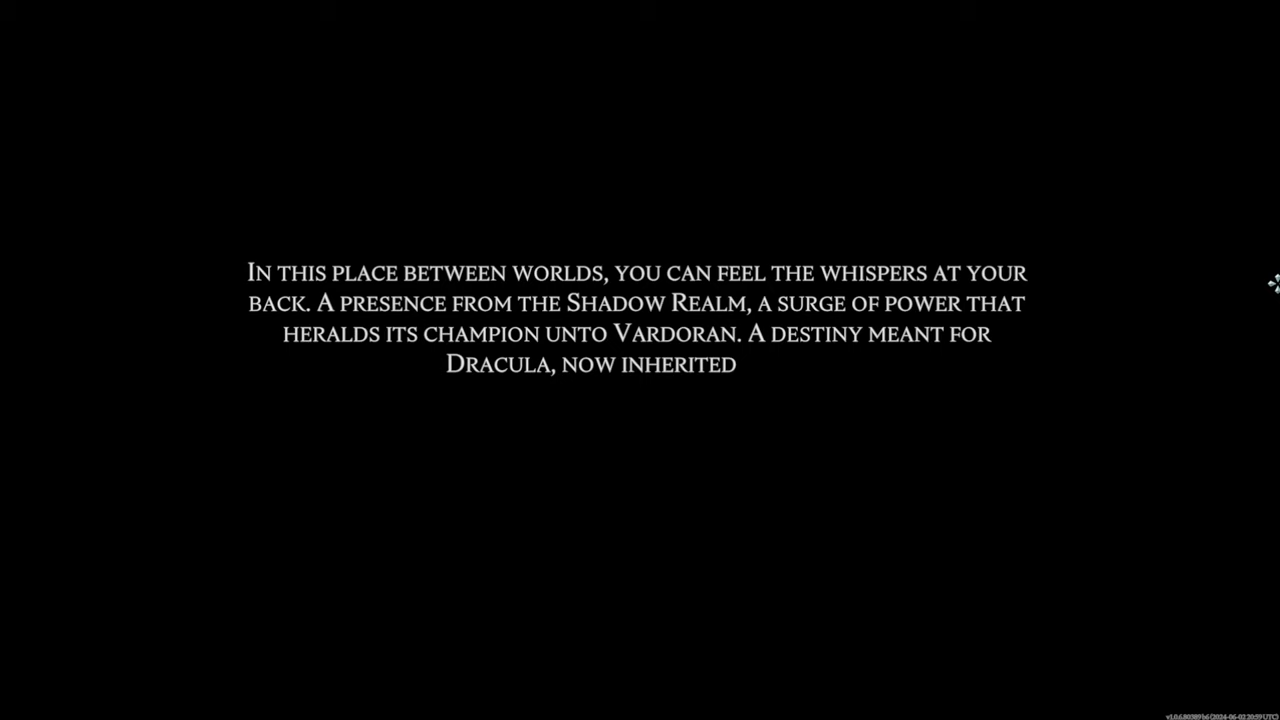 In this place between worlds, you can feel the whispers at your
back. A presence from the Shadow Realm, a surge of power that
heralds its champion unto Vardoran. A destiny meant for
Dracula, now inherited